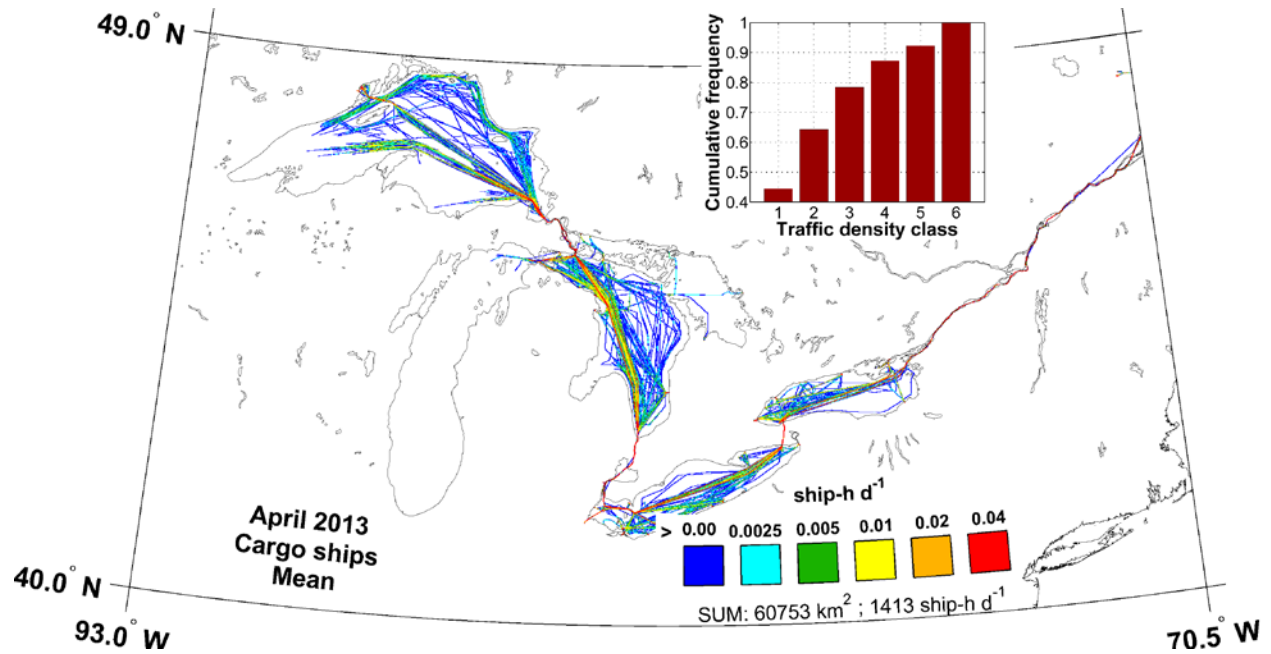 49.0° N
1
0.9
0.8
0.7
0.6
0.5
0.4
Cumulative frequency
1 2 3 4 5 6
Traffic density class
April 2013
Cargo ships
Mean
ship-h d⁻¹
> 0.00 0.0025 0.005 0.01 0.02 0.04
SUM: 60753 km² ; 1413 ship-h d⁻¹
40.0° N
93.0° W
70.5° W